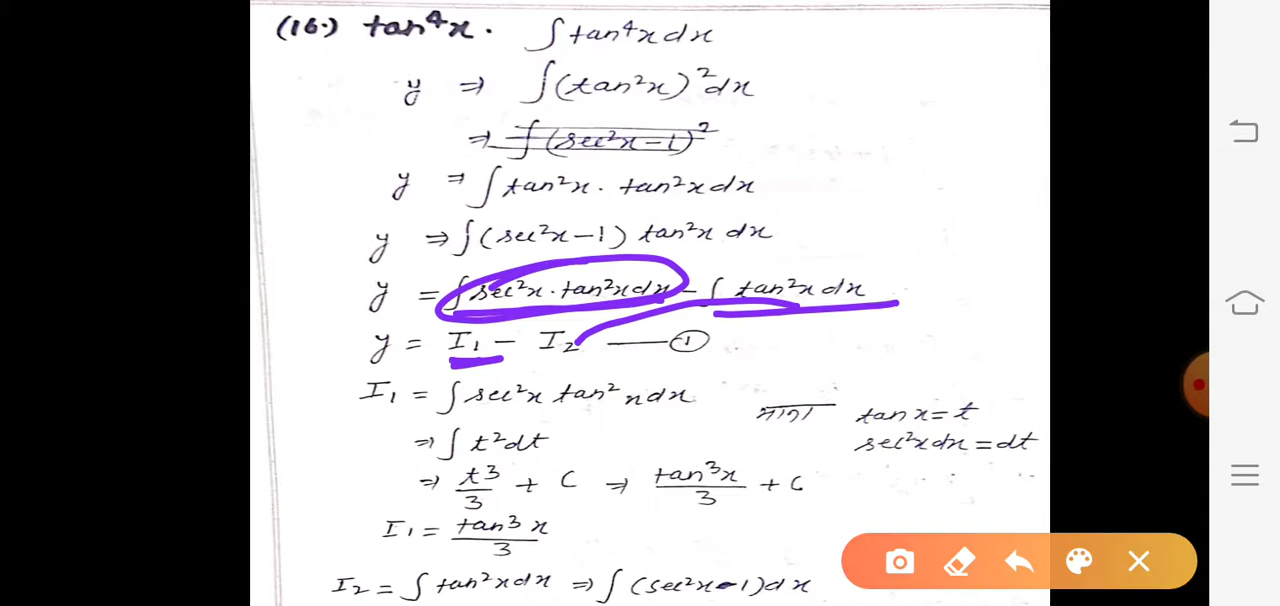 (16.) tan⁴x. ∫tan⁴x dx
y ⇒ ∫(tan²x)² dx
⇒ ∫(sec²x-1)²
y ⇒ ∫tan²x. tan²x dx
y ⇒ ∫(sec²x-1) tan²x dx
y = ∫sec²x. tan²x dx - ∫tan²x dx
y = I₁ - I₂ —— ①
I₁ = ∫sec²x tan²x dx माना tan x = t
⇒ ∫t² dt sec²x dx = dt
⇒ t³/3 + C ⇒ tan³x/3 + C
I₁ = tan³x/3
I₂ = ∫tan²x dx ⇒ ∫(sec²x-1)dx